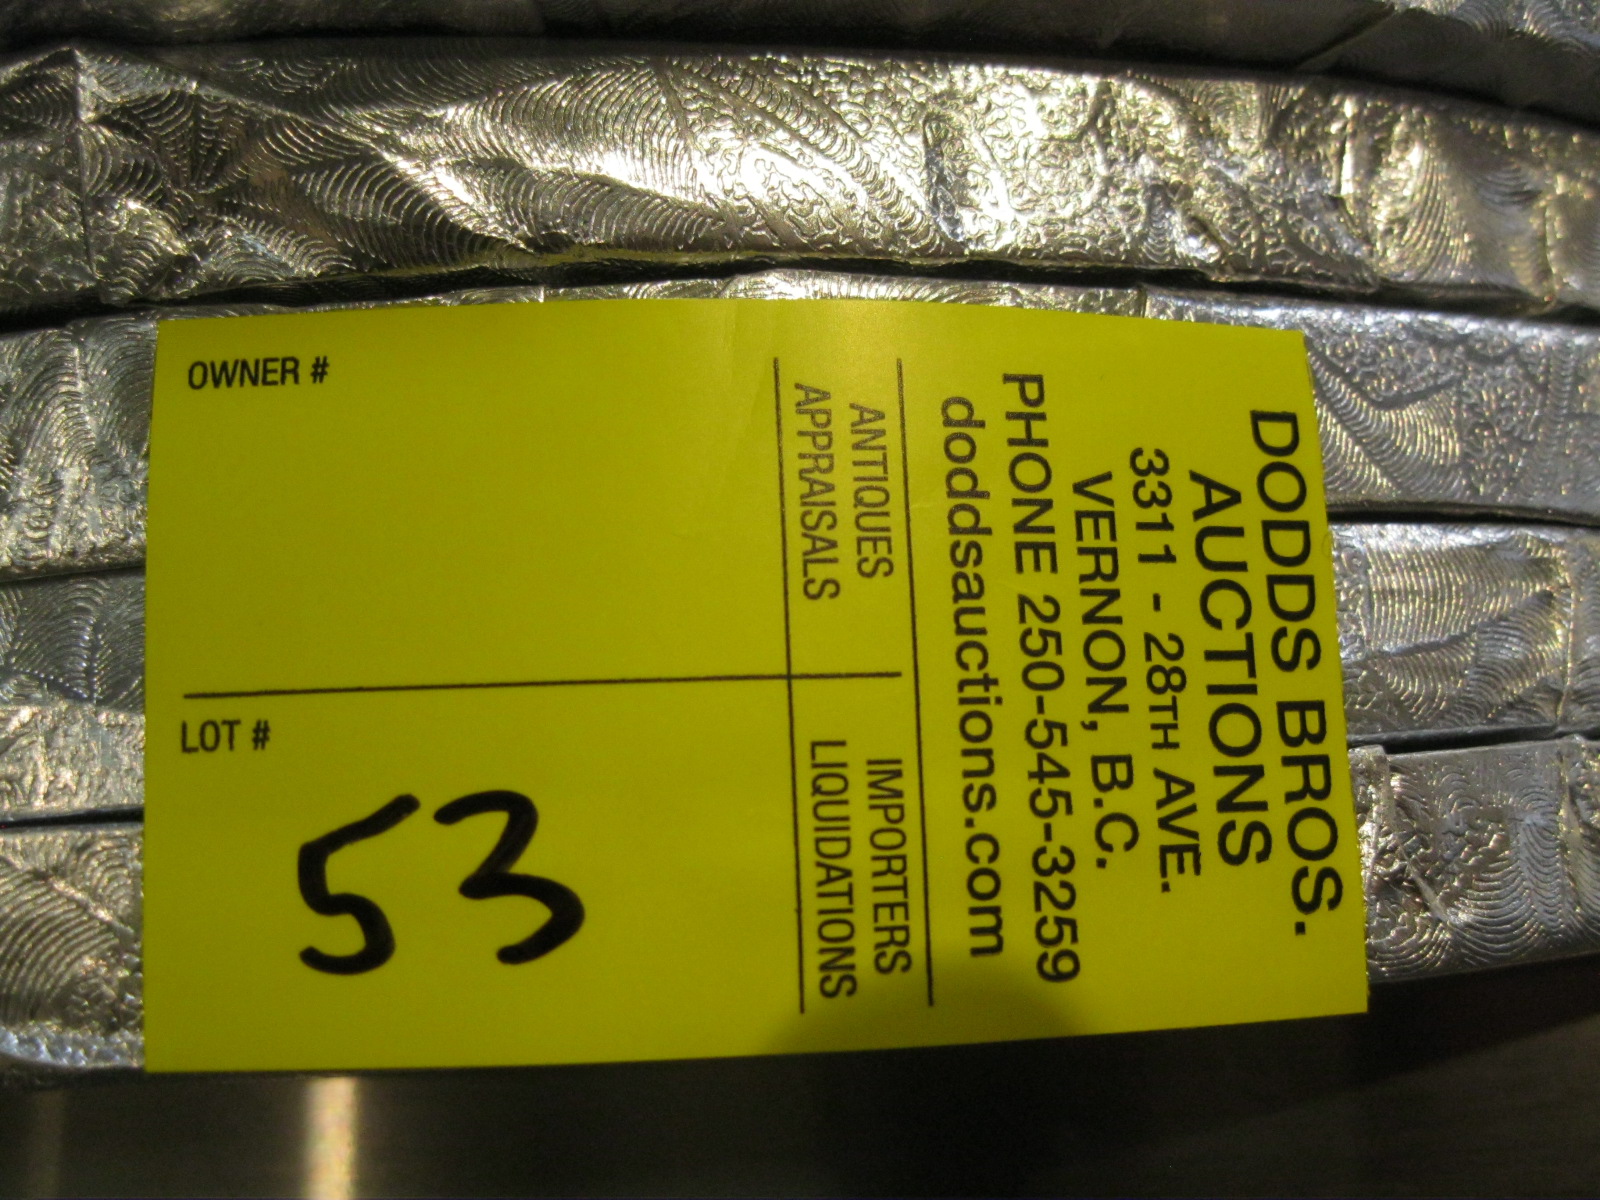 DODDS BROS.
AUCTIONS
3311 - 28TH AVE.
VERNON, B.C.
PHONE 250-545-3259
doddsauctions.com
ANTIQUES
APPRAISALS
IMPORTERS
LIQUIDATIONS
OWNER #
LOT #
53